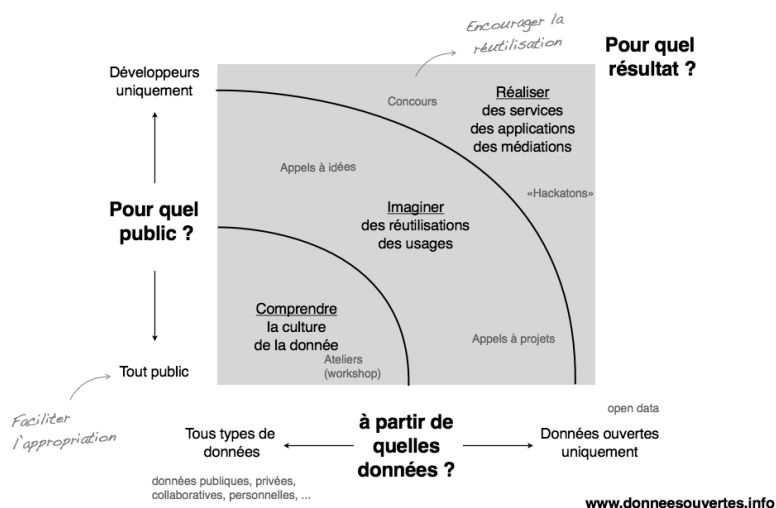 Encourager la
réutilisation
Pour quel
résultat ?
Développeurs
uniquement
Concours
Réaliser
des services
des applications
des médiations
Appels à idées
«Hackatons»
Pour quel
public ?
Imaginer
des réutilisations
des usages
Comprendre
la culture
de la donnée
Ateliers
(workshop)
Appels à projets
Tout public
Faciliter
l'appropriation
Tous types de
données
données publiques, privées,
collaboratives, personnelles, ...
à partir de
quelles
données ?
open data
Données ouvertes
uniquement
www.donneesouvertes.info